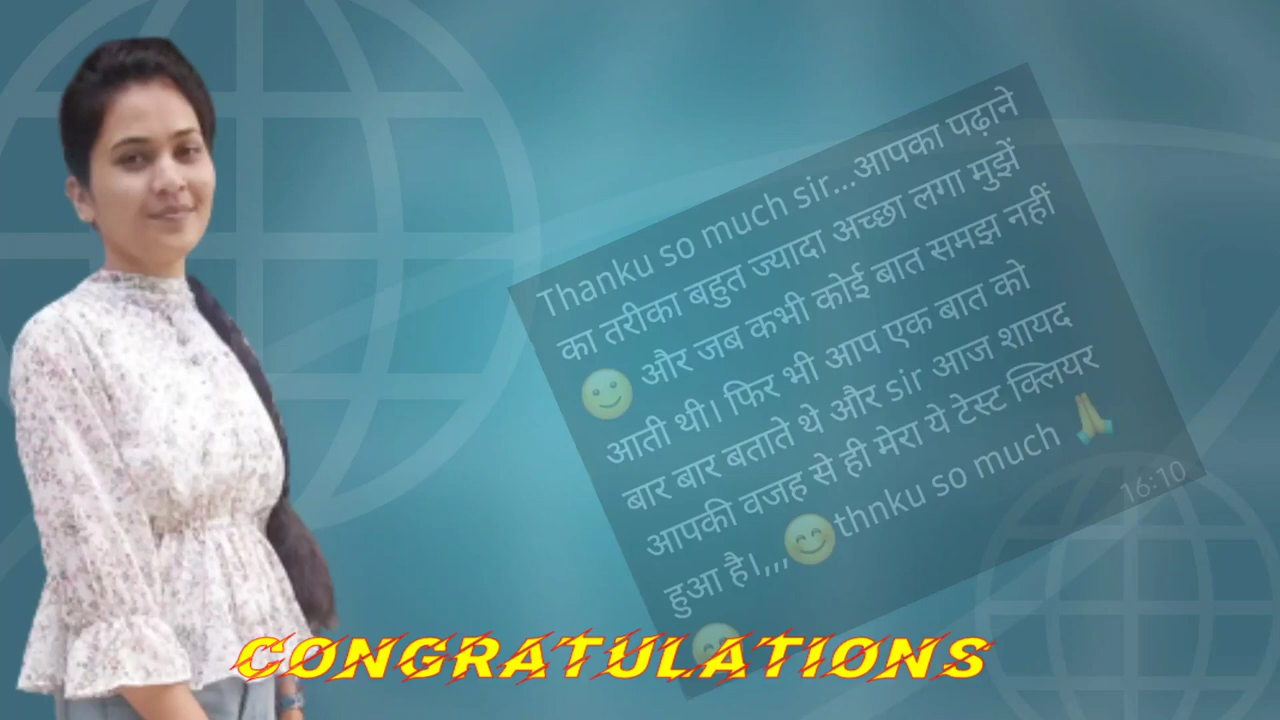 Thanku so much sir...आपका पढ़ाने
का तरीका बहुत ज्यादा अच्छा लगा मुझें
🙂 और जब कभी कोई बात समझ नहीं
आती थी। फिर भी आप एक बात को
बार बार बताते थे और sir आज शायद
आपकी वजह से ही मेरा ये टेस्ट क्लियर
हुआ है।,,,😊thnku so much 🙏
😊
16:10
CONGRATULATIONS